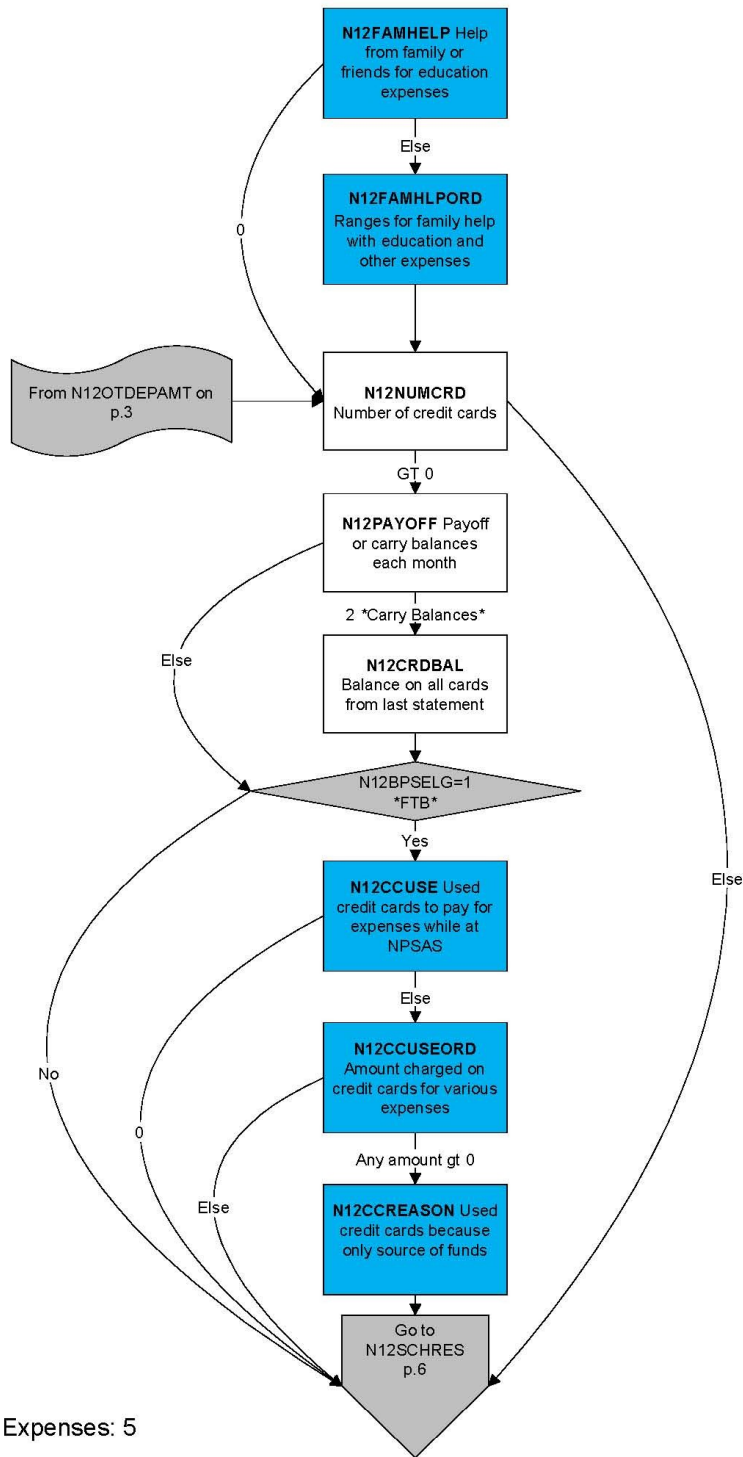 N12FAMHELP Help
from family or
friends for education
expenses
Else
N12FAMHLPORD
Ranges for family help
with education and
other expenses
0
From N12OTDEPAMT on
p.3
N12NUMCRD
Number of credit cards
GT 0
N12PAYOFF Payoff
or carry balances
each month
2 *Carry Balances*
Else
N12CRDBAL
Balance on all cards
from last statement
N12BPSELG=1
*FTB*
Yes
Else
N12CCUSE Used
credit cards to pay for
expenses while at
NPSAS
Else
N12CCUSEORD
Amount charged on
credit cards for various
expenses
No
0
Any amount gt 0
Else
N12CCREASON Used
credit cards because
only source of funds
Go to
N12SCHRES
p.6
Expenses: 5